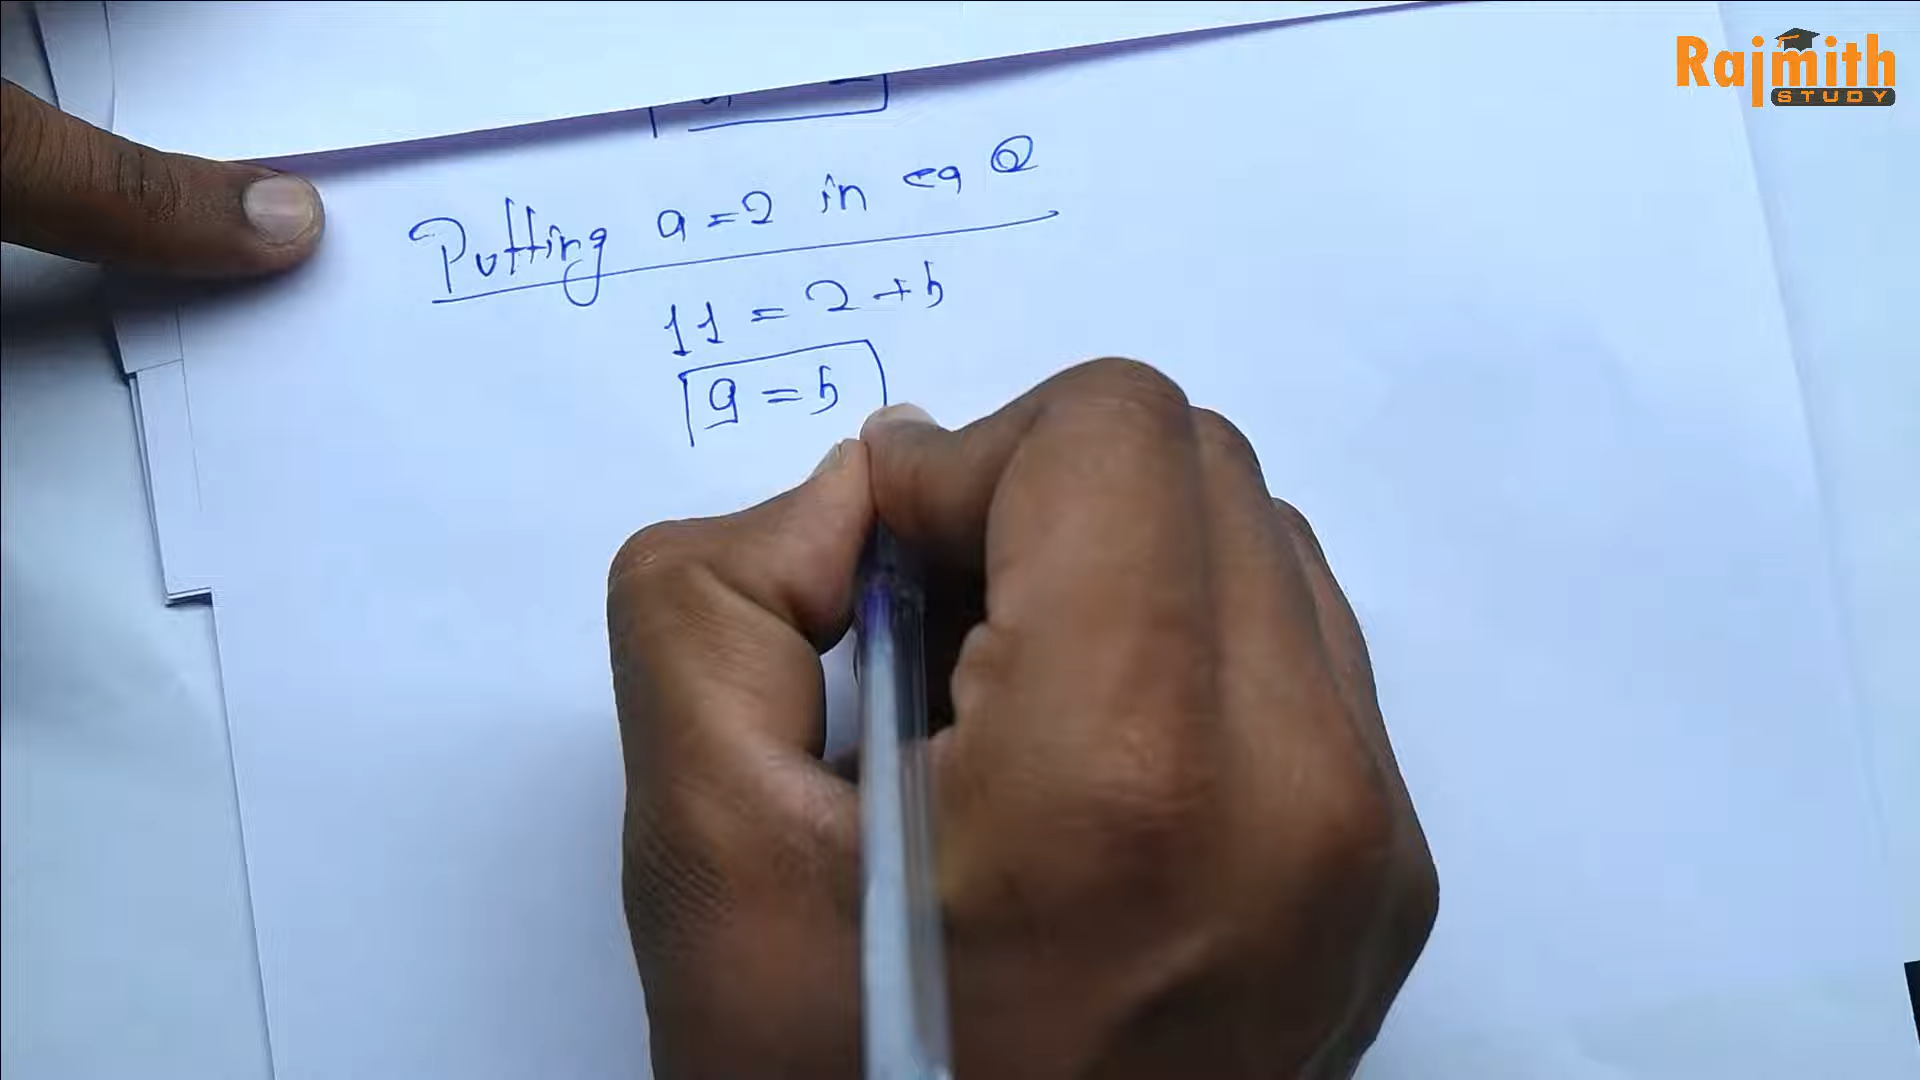 Rajmith
STUDY
Putting a=2 in eq ②
11 = 2 + b
9 = b